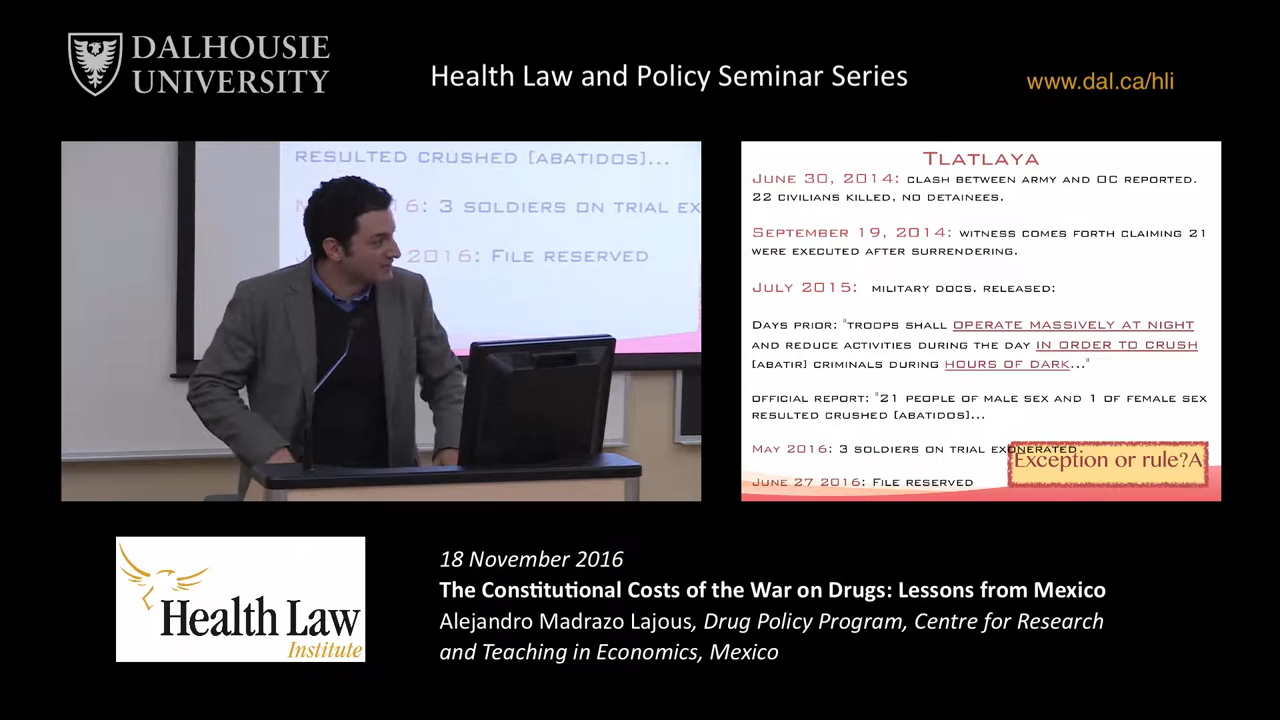 DALHOUSIE
UNIVERSITY
Health Law and Policy Seminar Series
www.dal.ca/hli
RESULTED CRUSHED [ABATIDOS]...
6: 3 SOLDIERS ON TRIAL EX
2016: FILE RESERVED
TLATLAYA
JUNE 30, 2014: CLASH BETWEEN ARMY AND OC REPORTED.
22 CIVILIANS KILLED, NO DETAINEES.
SEPTEMBER 19, 2014: WITNESS COMES FORTH CLAIMING 21
WERE EXECUTED AFTER SURRENDERING.
JULY 2015: MILITARY DOCS. RELEASED:
DAYS PRIOR: "TROOPS SHALL OPERATE MASSIVELY AT NIGHT
AND REDUCE ACTIVITIES DURING THE DAY IN ORDER TO CRUSH
[ABATIR] CRIMINALS DURING HOURS OF DARK..."
OFFICIAL REPORT: "21 PEOPLE OF MALE SEX AND 1 OF FEMALE SEX
RESULTED CRUSHED [ABATIDOS]...
MAY 2016: 3 SOLDIERS ON TRIAL EXONERATED
Exception or rule?A
JUNE 27 2016: FILE RESERVED
Health Law
Institute
18 November 2016
The Constitutional Costs of the War on Drugs: Lessons from Mexico
Alejandro Madrazo Lajous, Drug Policy Program, Centre for Research
and Teaching in Economics, Mexico